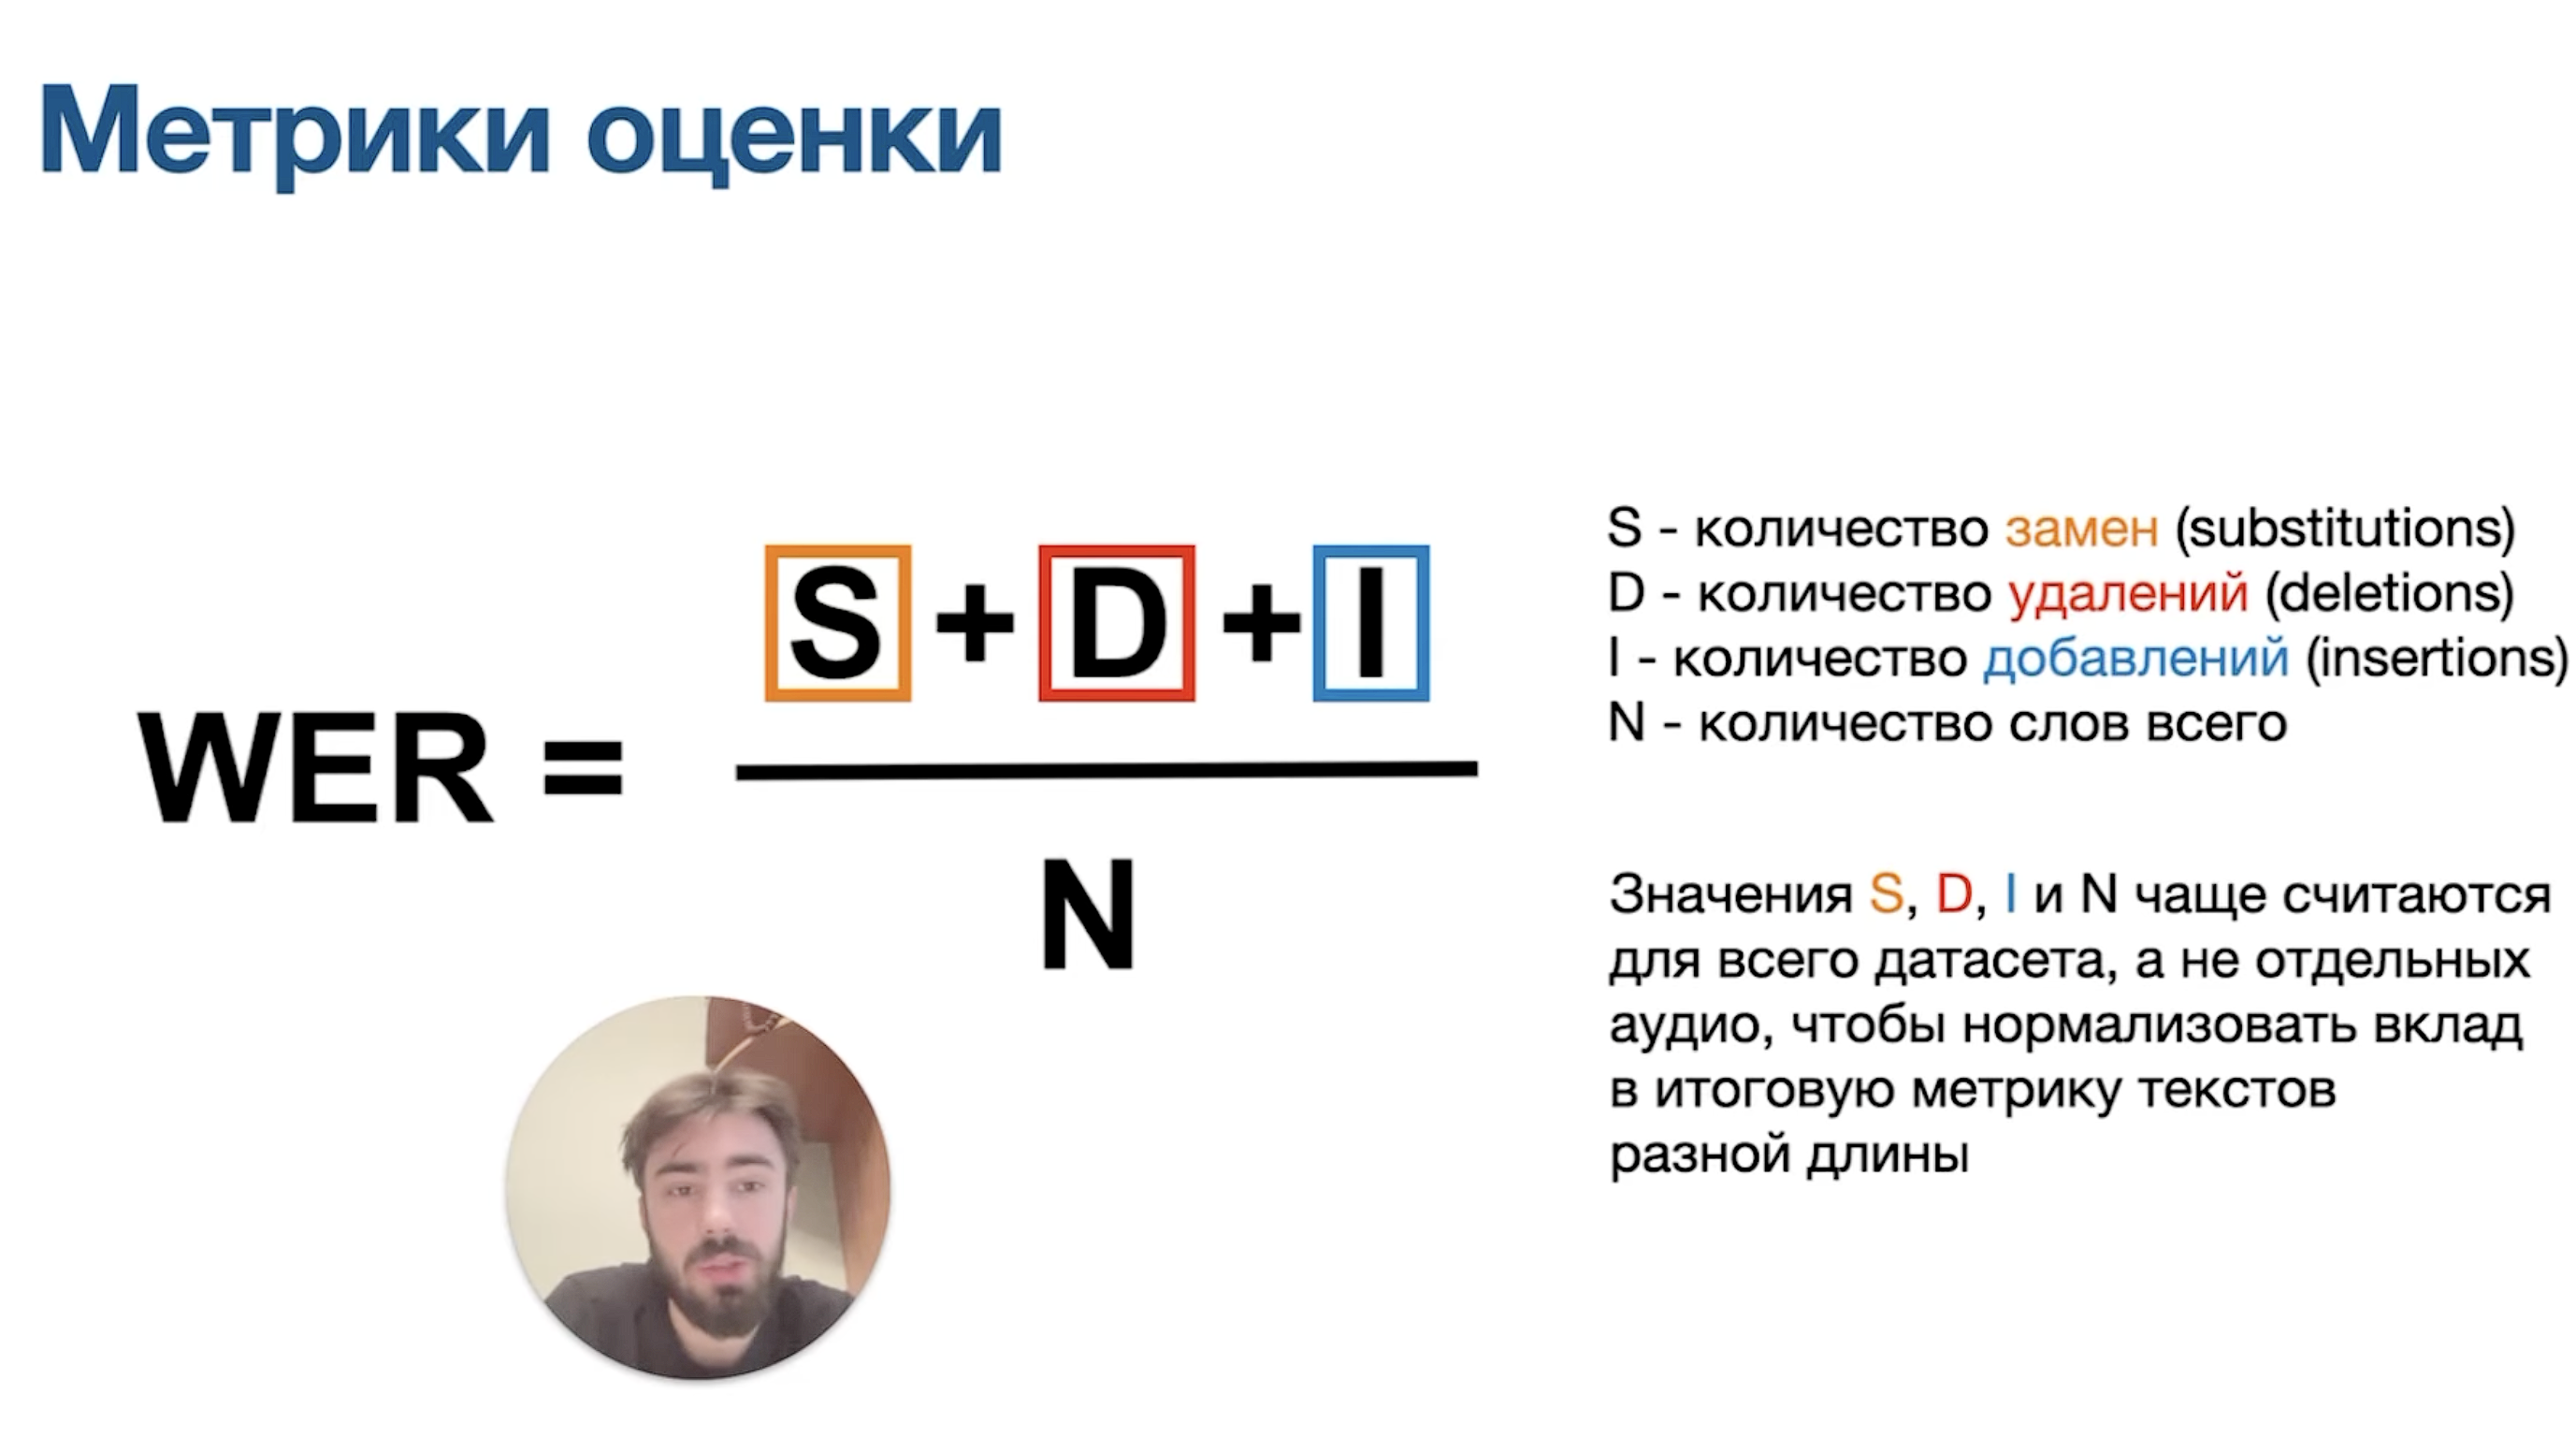 Метрики оценки
WER = S + D + I
N
S - количество замен (substitutions)
D - количество удалений (deletions)
I - количество добавлений (insertions)
N - количество слов всего
Значения S, D, I и N чаще считаются
для всего датасета, а не отдельных
аудио, чтобы нормализовать вклад
в итоговую метрику текстов
разной длины